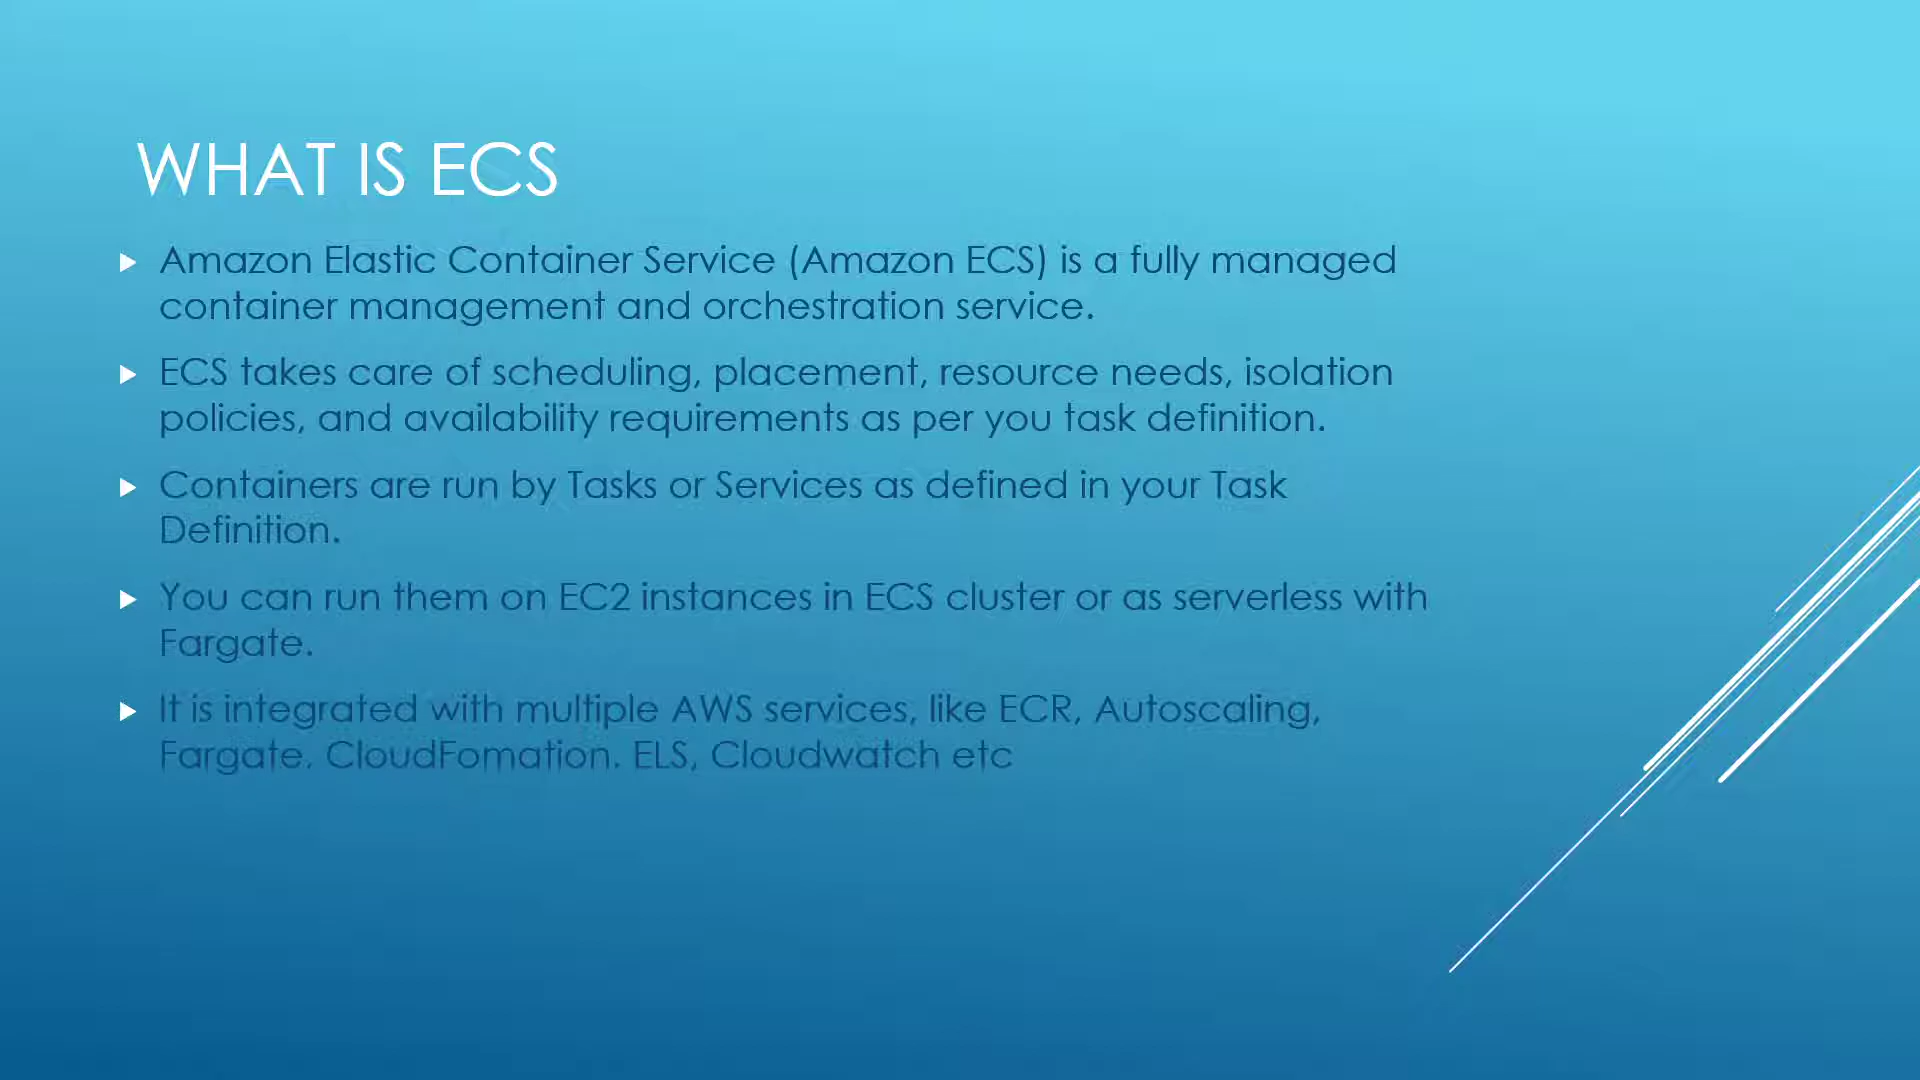 WHAT IS ECS
Amazon Elastic Container Service (Amazon ECS) is a fully managed
container management and orchestration service.
ECS takes care of scheduling, placement, resource needs, isolation
policies, and availability requirements as per you task definition.
Containers are run by Tasks or Services as defined in your Task
Definition.
You can run them on EC2 instances in ECS cluster or as serverless with
Fargate.
It is integrated with multiple AWS services, like ECR, Autoscaling,
Fargate. CloudFomation. ELS, Cloudwatch etc